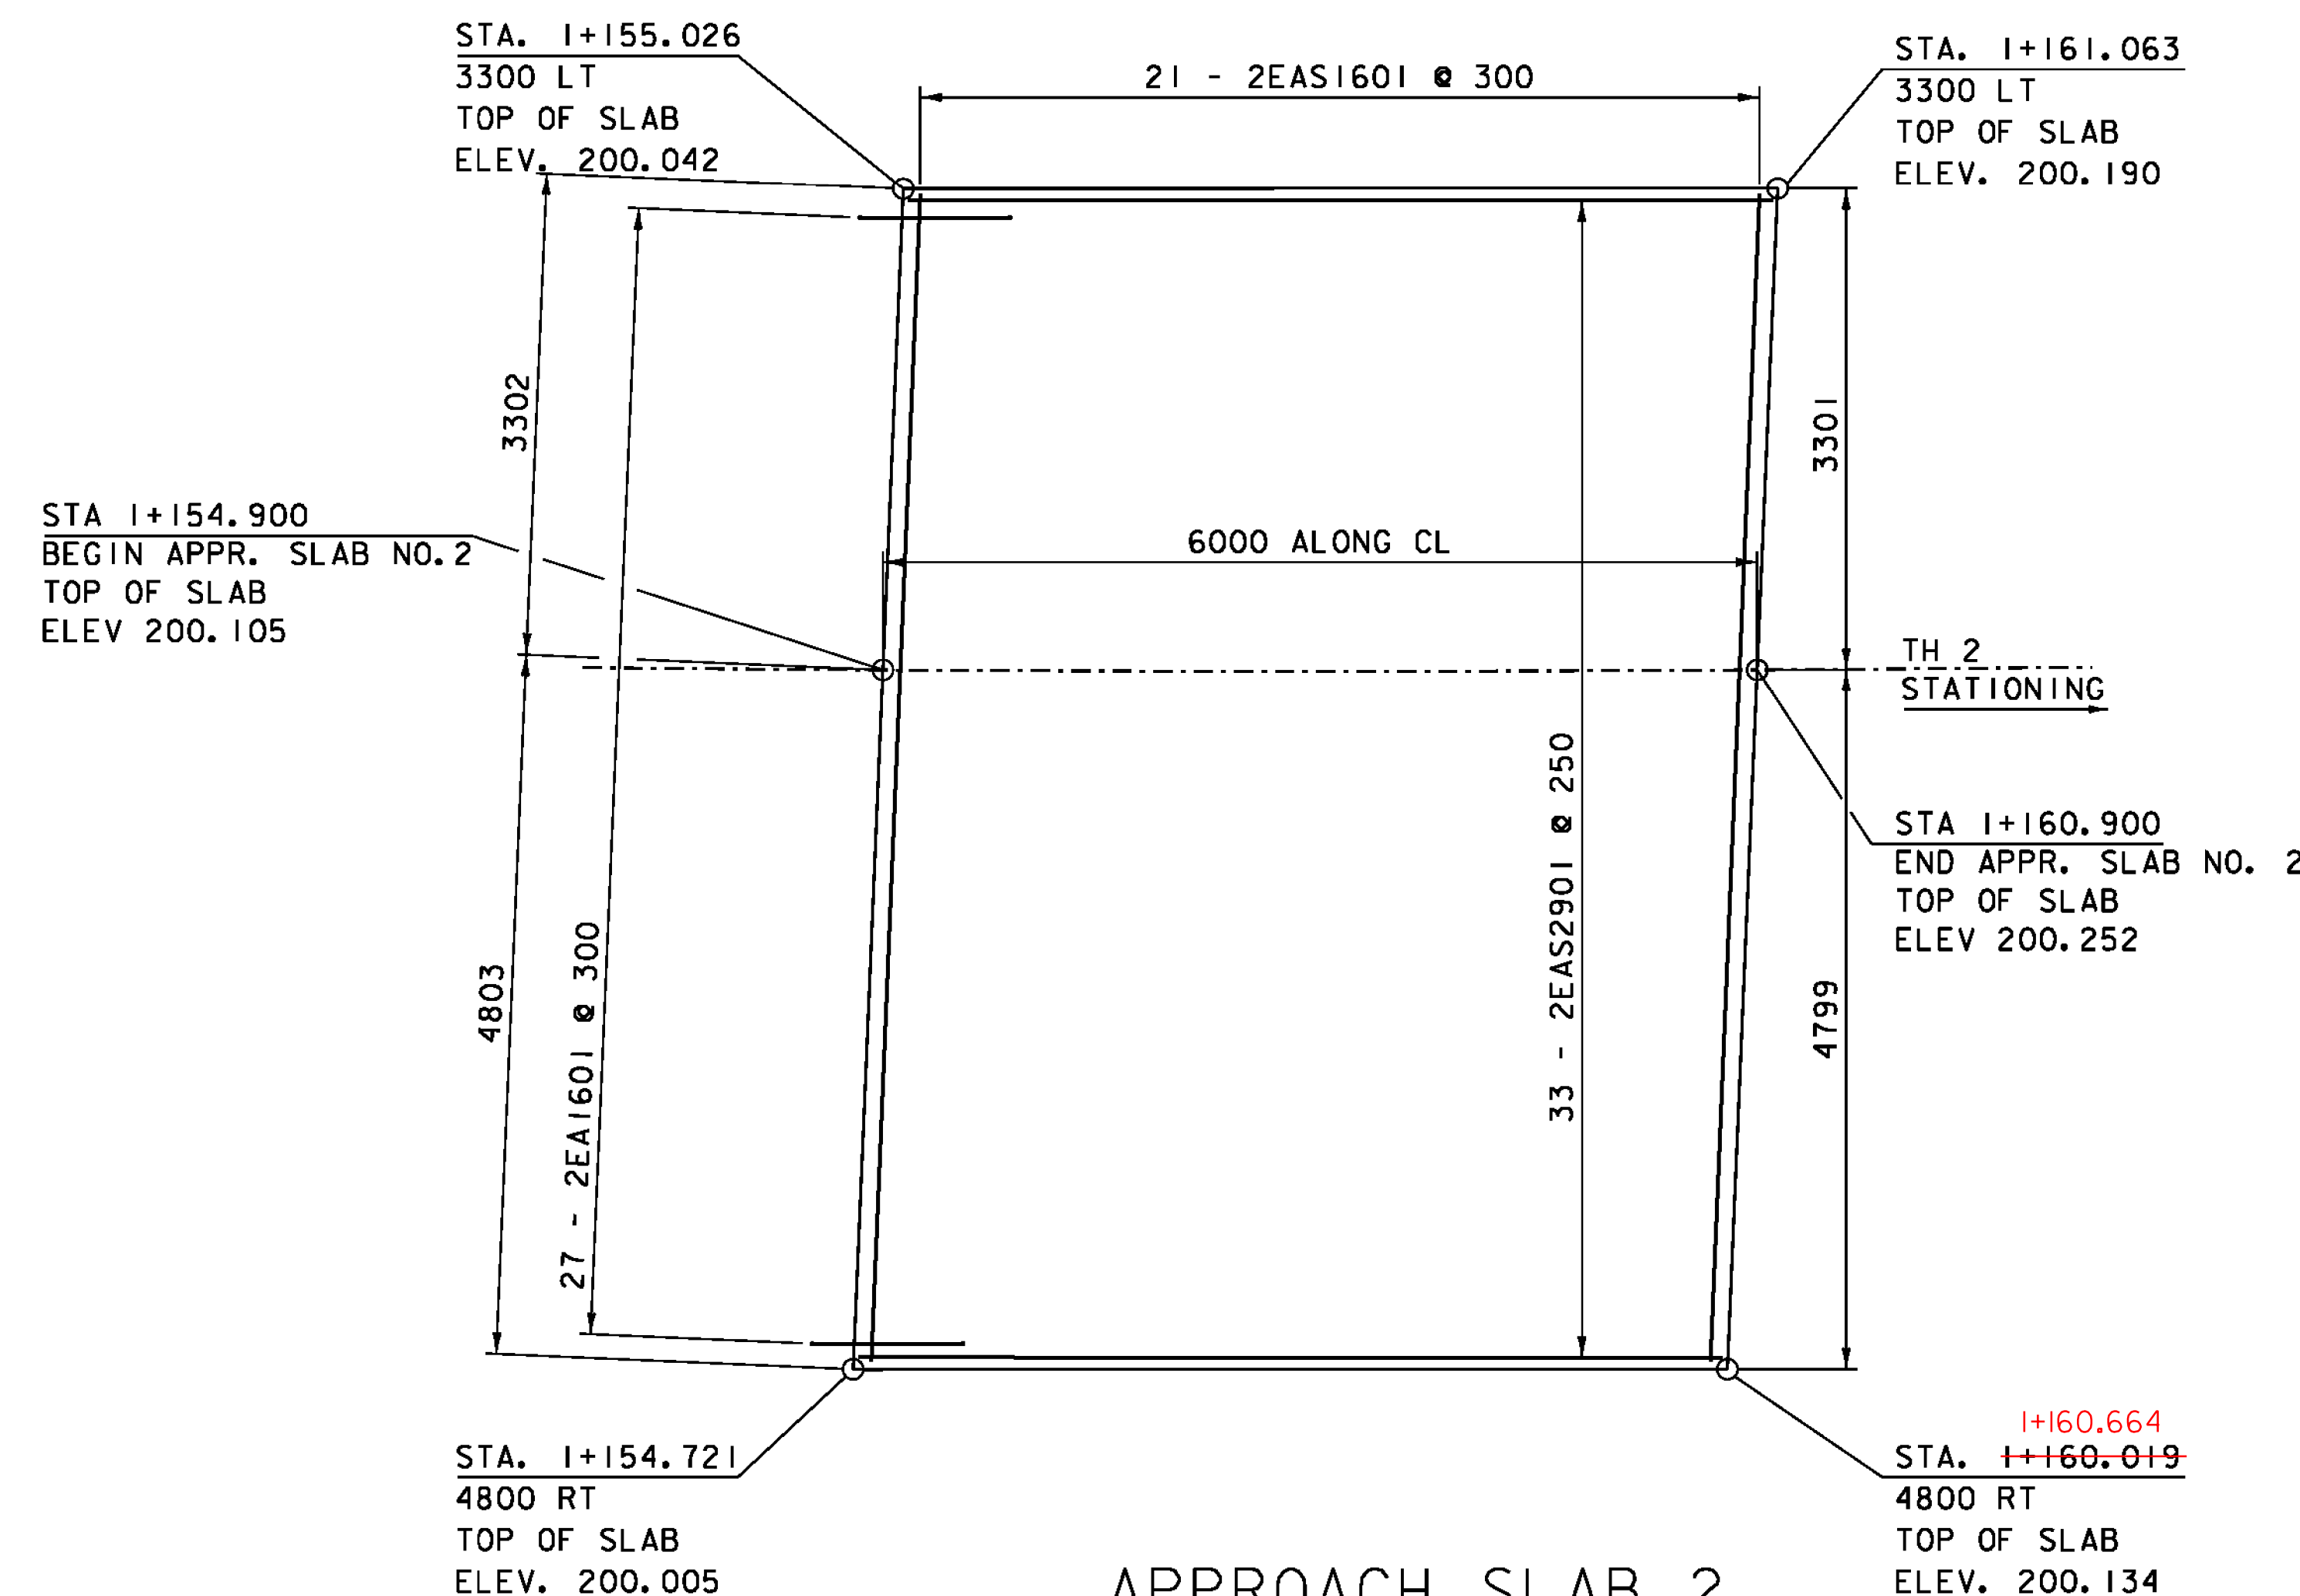 STA. 1+155.026
3300 LT
TOP OF SLAB
ELEV. 200.042
21 - 2EAS1601 @ 300
STA. 1+161.063
3300 LT
TOP OF SLAB
ELEV. 200.190
3302
3301
STA 1+154.900
BEGIN APPR. SLAB NO.2
TOP OF SLAB
ELEV 200.105
6000 ALONG CL
TH 2
STATIONING
33 - 2EAS2901 @ 250
STA 1+160.900
END APPR. SLAB NO. 2
TOP OF SLAB
ELEV 200.252
4803
27 - 2EA1601 @ 300
4799
STA. 1+154.721
4800 RT
TOP OF SLAB
ELEV. 200.005
1+160.664
STA. 1+160.019
4800 RT
TOP OF SLAB
ELEV. 200.134
APPROACH SLAB 2